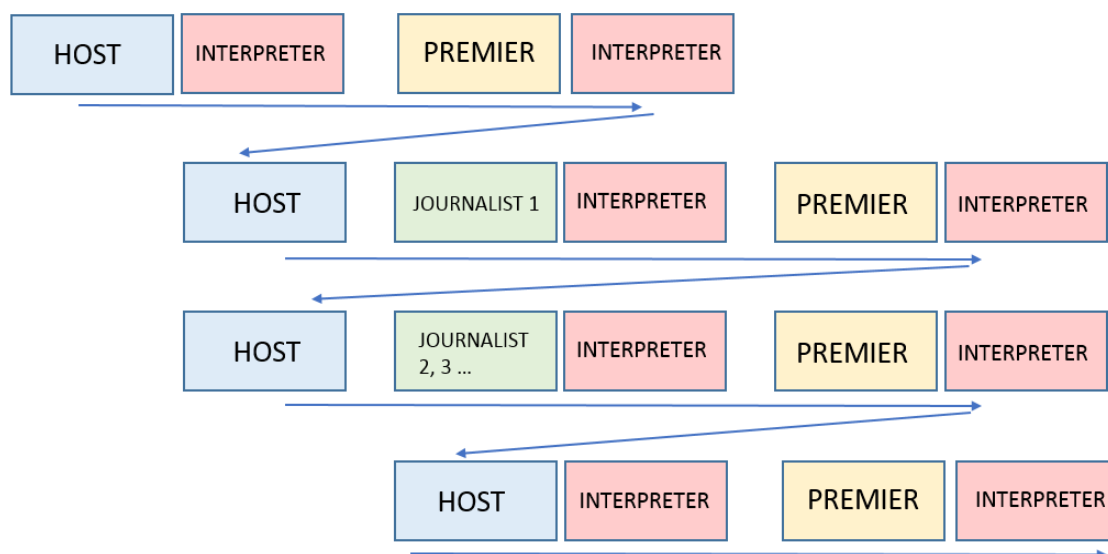 HOST INTERPRETER PREMIER INTERPRETER
HOST JOURNALIST 1 INTERPRETER PREMIER INTERPRETER
HOST JOURNALIST
2, 3 ... INTERPRETER PREMIER INTERPRETER
HOST INTERPRETER PREMIER INTERPRETER